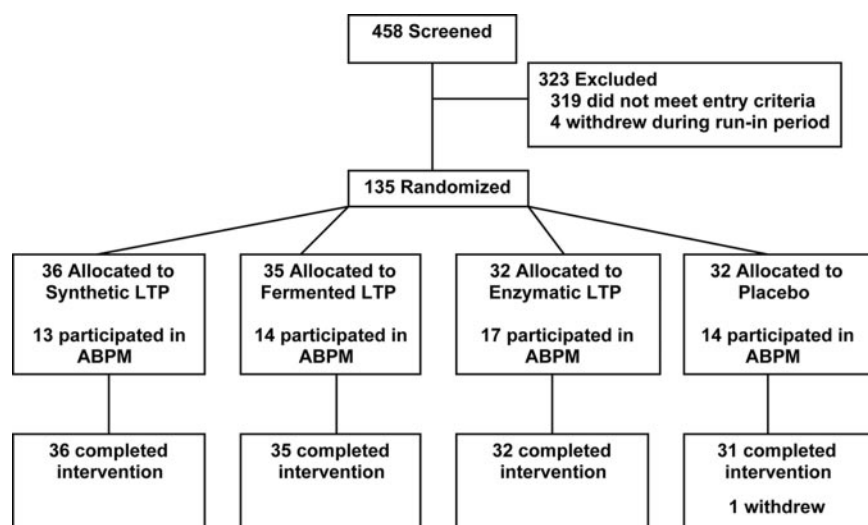 458 Screened
323 Excluded
319 did not meet entry criteria
4 withdrew during run-in period
135 Randomized
36 Allocated to
Synthetic LTP
13 participated in
ABPM
35 Allocated to
Fermented LTP
14 participated in
ABPM
32 Allocated to
Enzymatic LTP
17 participated in
ABPM
32 Allocated to
Placebo
14 participated in
ABPM
36 completed
intervention
35 completed
intervention
32 completed
intervention
31 completed
intervention
1 withdrew